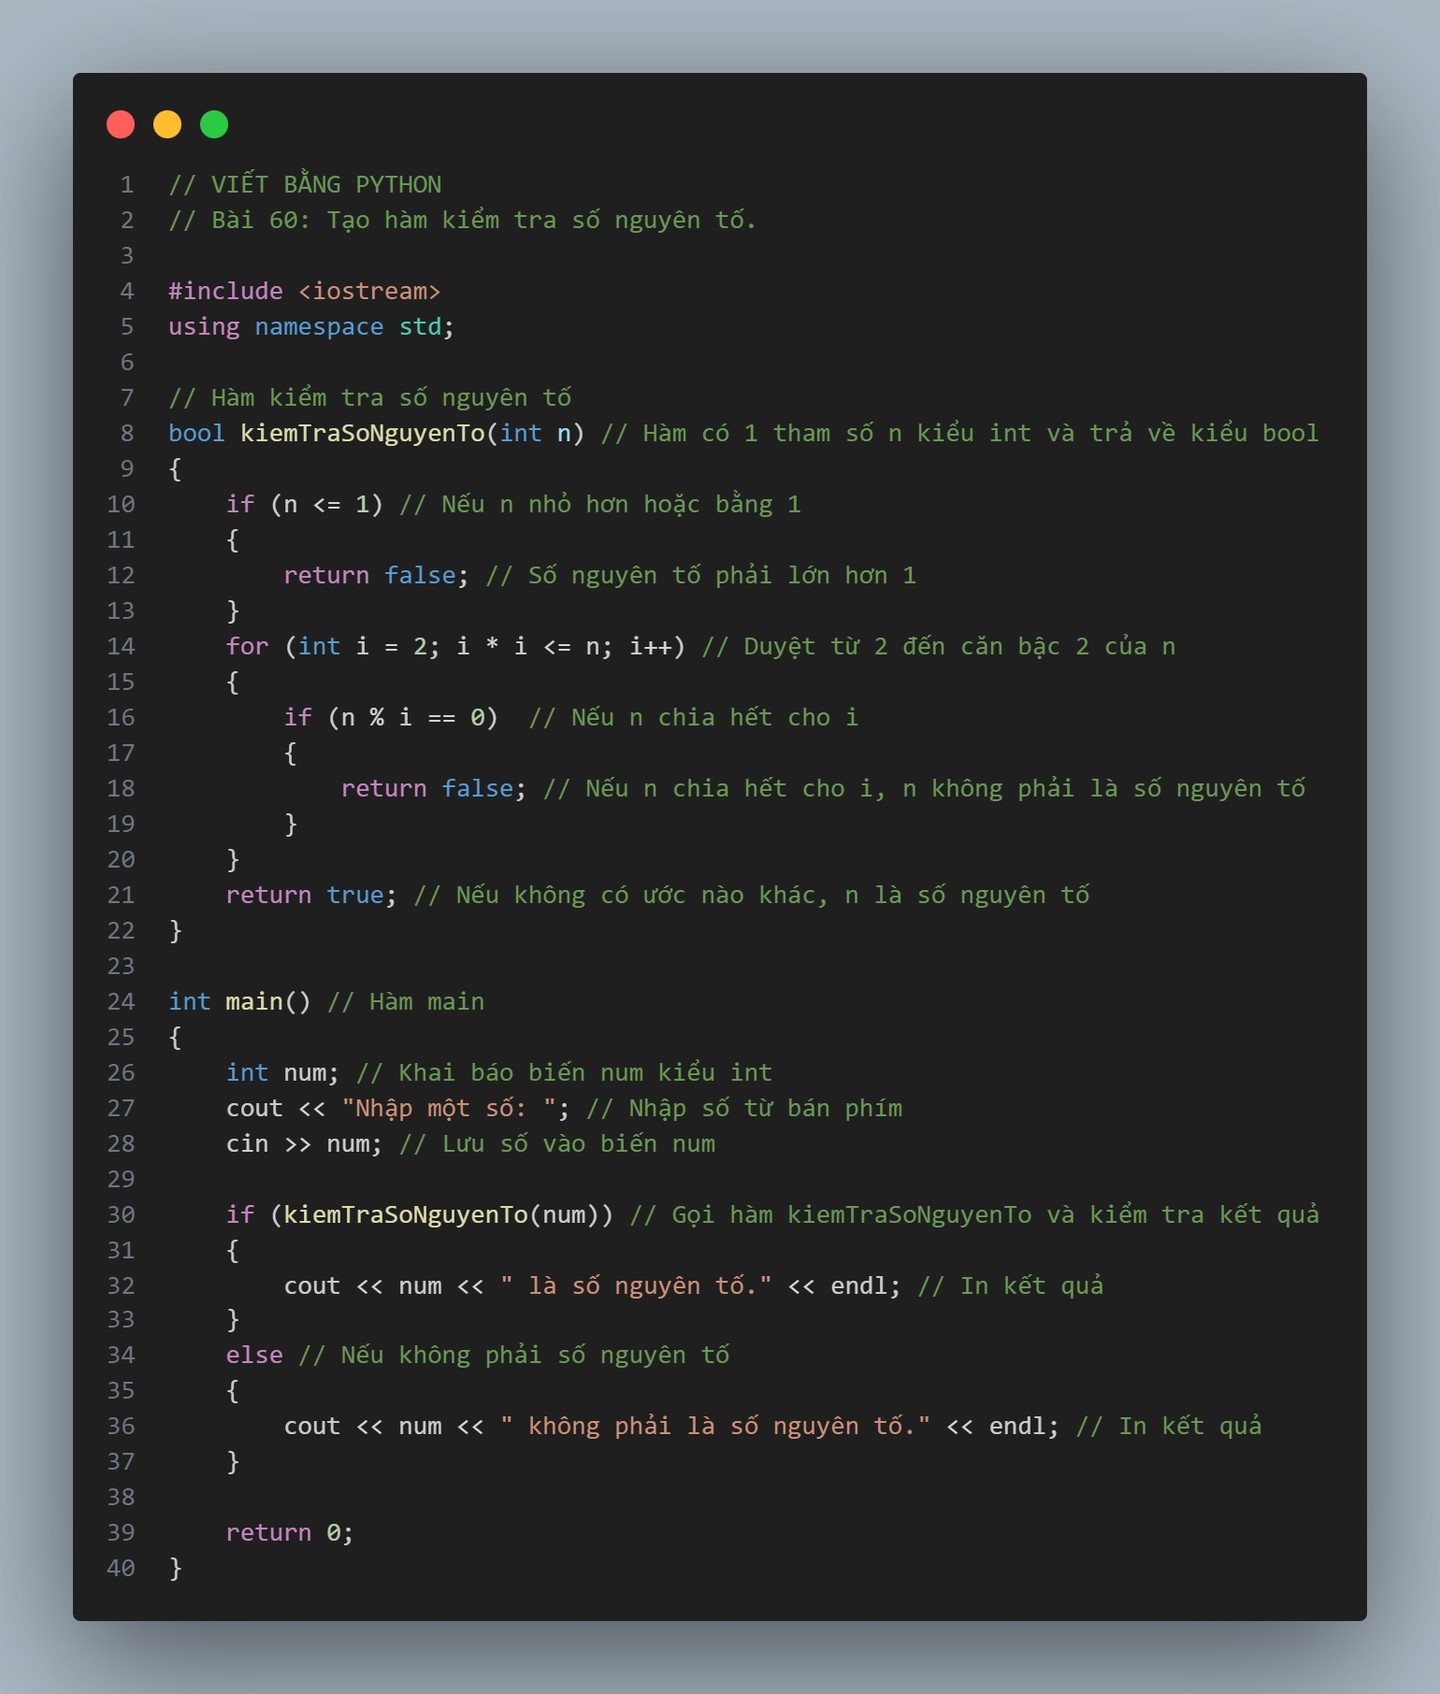 1 // VIẾT BẰNG PYTHON
2 // Bài 60: Tạo hàm kiểm tra số nguyên tố.
3
4 #include <iostream>
5 using namespace std;
6
7 // Hàm kiểm tra số nguyên tố
8 bool kiemTraSoNguyenTo(int n) // Hàm có 1 tham số n kiểu int và trả về kiểu bool
9 {
10     if (n <= 1) // Nếu n nhỏ hơn hoặc bằng 1
11     {
12         return false; // Số nguyên tố phải lớn hơn 1
13     }
14     for (int i = 2; i * i <= n; i++) // Duyệt từ 2 đến căn bậc 2 của n
15     {
16         if (n % i == 0)  // Nếu n chia hết cho i
17         {
18             return false; // Nếu n chia hết cho i, n không phải là số nguyên tố
19         }
20     }
21     return true; // Nếu không có ước nào khác, n là số nguyên tố
22 }
23
24 int main() // Hàm main
25 {
26     int num; // Khai báo biến num kiểu int
27     cout << "Nhập một số: "; // Nhập số từ bán phím
28     cin >> num; // Lưu số vào biến num
29
30     if (kiemTraSoNguyenTo(num)) // Gọi hàm kiemTraSoNguyenTo và kiểm tra kết quả
31     {
32         cout << num << " là số nguyên tố." << endl; // In kết quả
33     }
34     else // Nếu không phải số nguyên tố
35     {
36         cout << num << " không phải là số nguyên tố." << endl; // In kết quả
37     }
38
39     return 0;
40 }